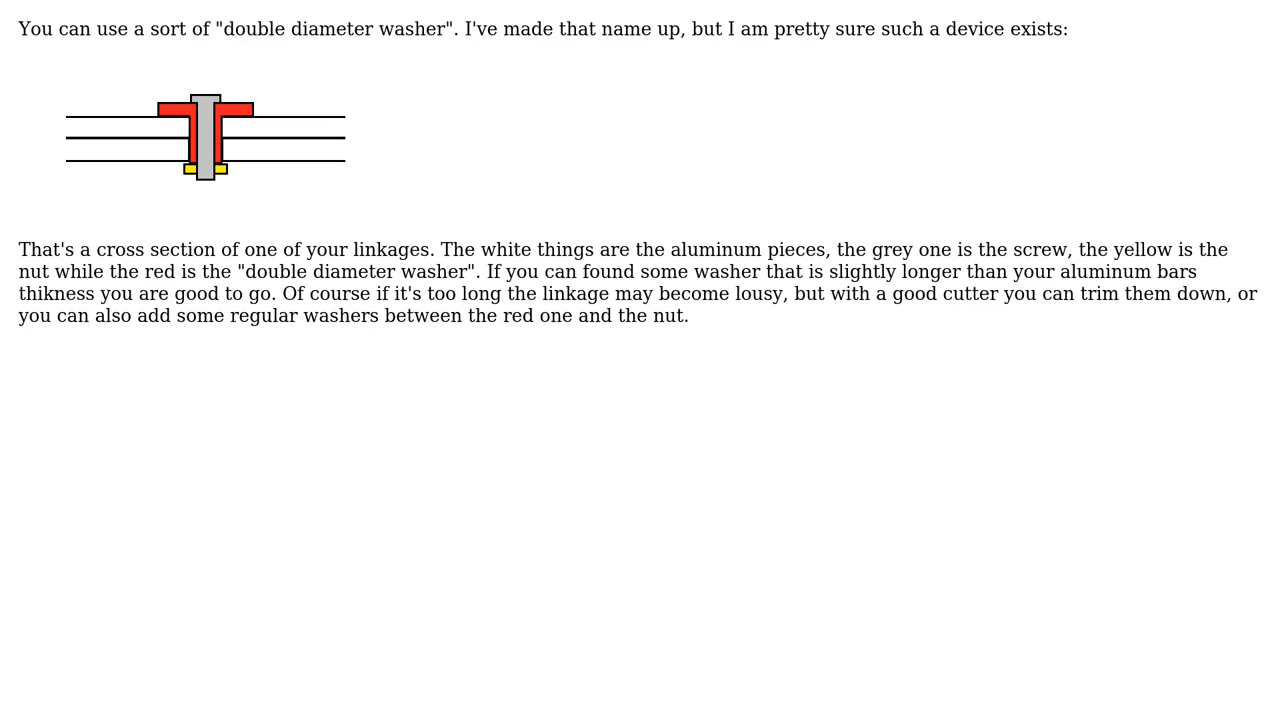 You can use a sort of "double diameter washer". I've made that name up, but I am pretty sure such a device exists:
That's a cross section of one of your linkages. The white things are the aluminum pieces, the grey one is the screw, the yellow is the
nut while the red is the "double diameter washer". If you can found some washer that is slightly longer than your aluminum bars
thikness you are good to go. Of course if it's too long the linkage may become lousy, but with a good cutter you can trim them down, or
you can also add some regular washers between the red one and the nut.